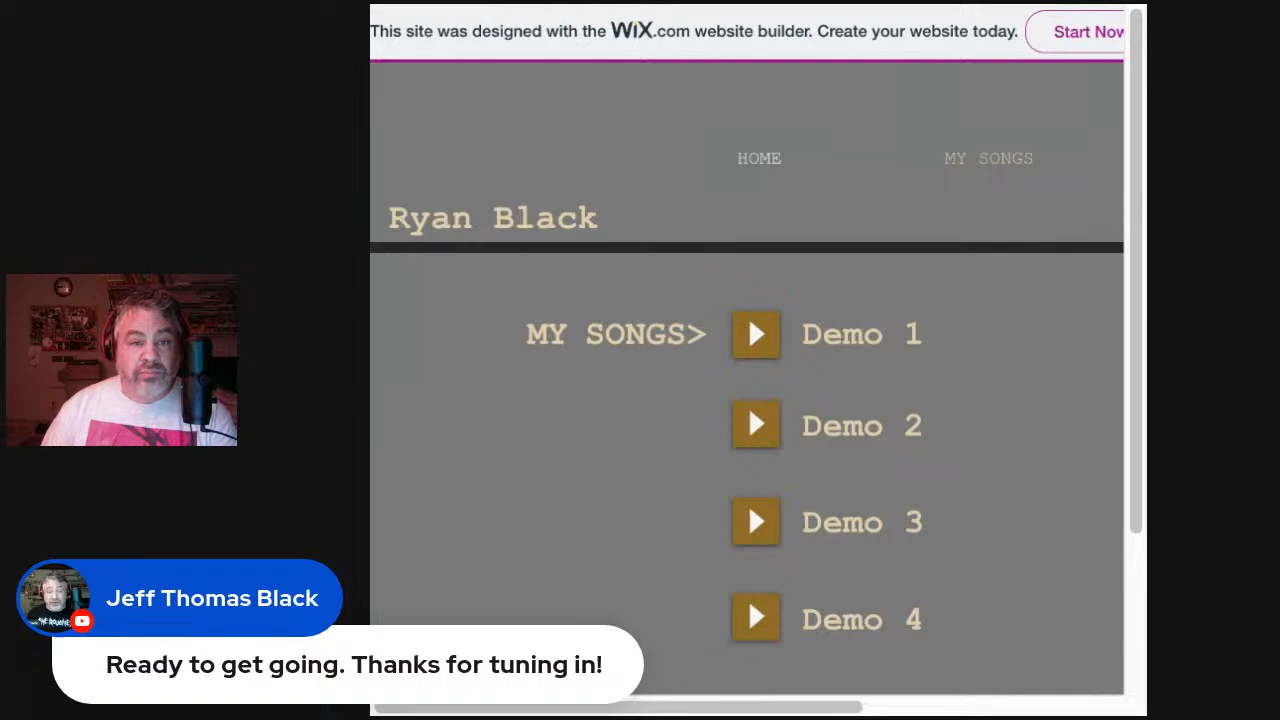 This site was designed with the WiX.com website builder. Create your website today.
Start Now
HOME
MY SONGS
Ryan Black
MY SONGS>
Demo 1
Demo 2
Demo 3
Demo 4
Jeff Thomas Black
Ready to get going. Thanks for tuning in!